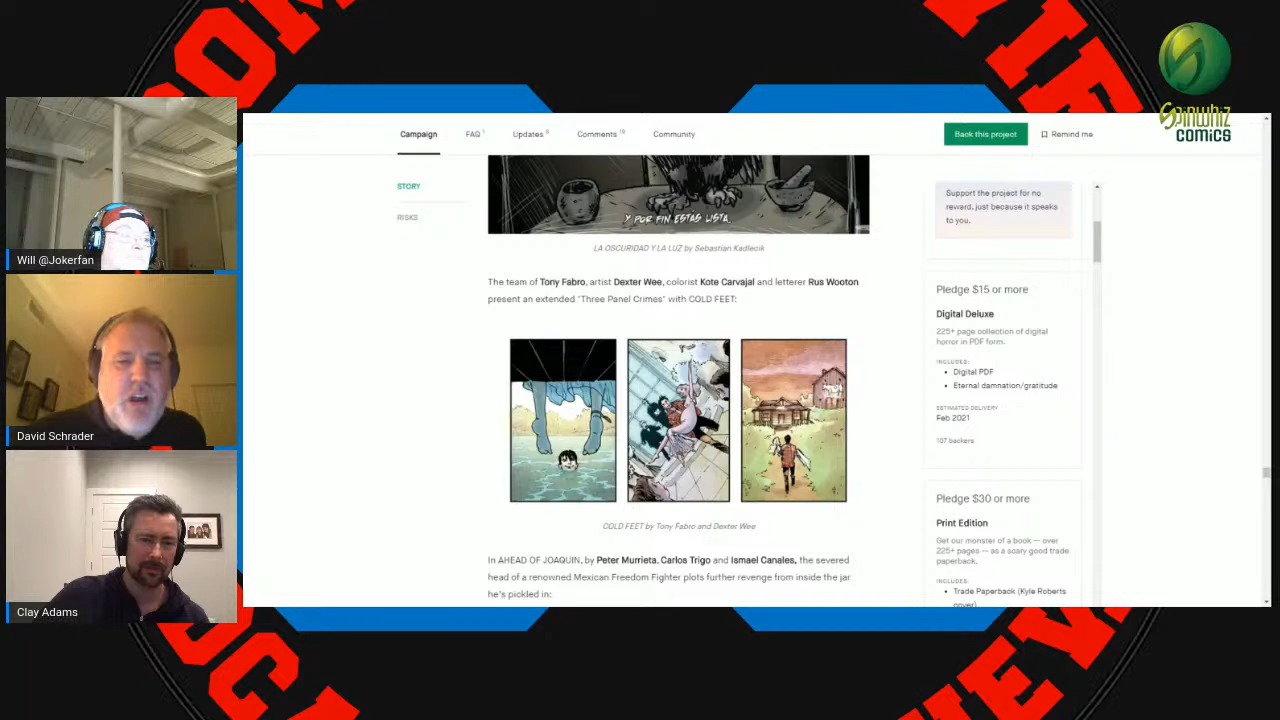 Spinwhiz
COMICS
Will @Jokerfan
David Schrader
Clay Adams
Campaign
FAQ 1
Updates 9
Comments 19
Community
Back this project
Remind me
STORY
RISKS
Y POR FIN ESTÁS LISTA.
LA OSCURIDAD Y LA LUZ by Sebastian Kadlecik
The team of Tony Fabro, artist Dexter Wee, colorist Kote Carvajal and letterer Rus Wooton
present an extended "Three Panel Crimes" with COLD FEET:
COLD FEET by Tony Fabro and Dexter Wee
In AHEAD OF JOAQUIN, by Peter Murrieta, Carlos Trigo and Ismael Canales, the severed
head of a renowned Mexican Freedom Fighter plots further revenge from inside the jar
he's pickled in:
Support the project for no
reward, just because it speaks
to you.
Pledge $15 or more
Digital Deluxe
225+ page collection of digital
horror in PDF form.
INCLUDES:
Digital PDF
Eternal damnation/gratitude
ESTIMATED DELIVERY
Feb 2021
107 backers
Pledge $30 or more
Print Edition
Get our monster of a book -- over
225+ pages -- as a scary good trade
paperback.
INCLUDES:
Trade Paperback (Kyle Roberts
cover)